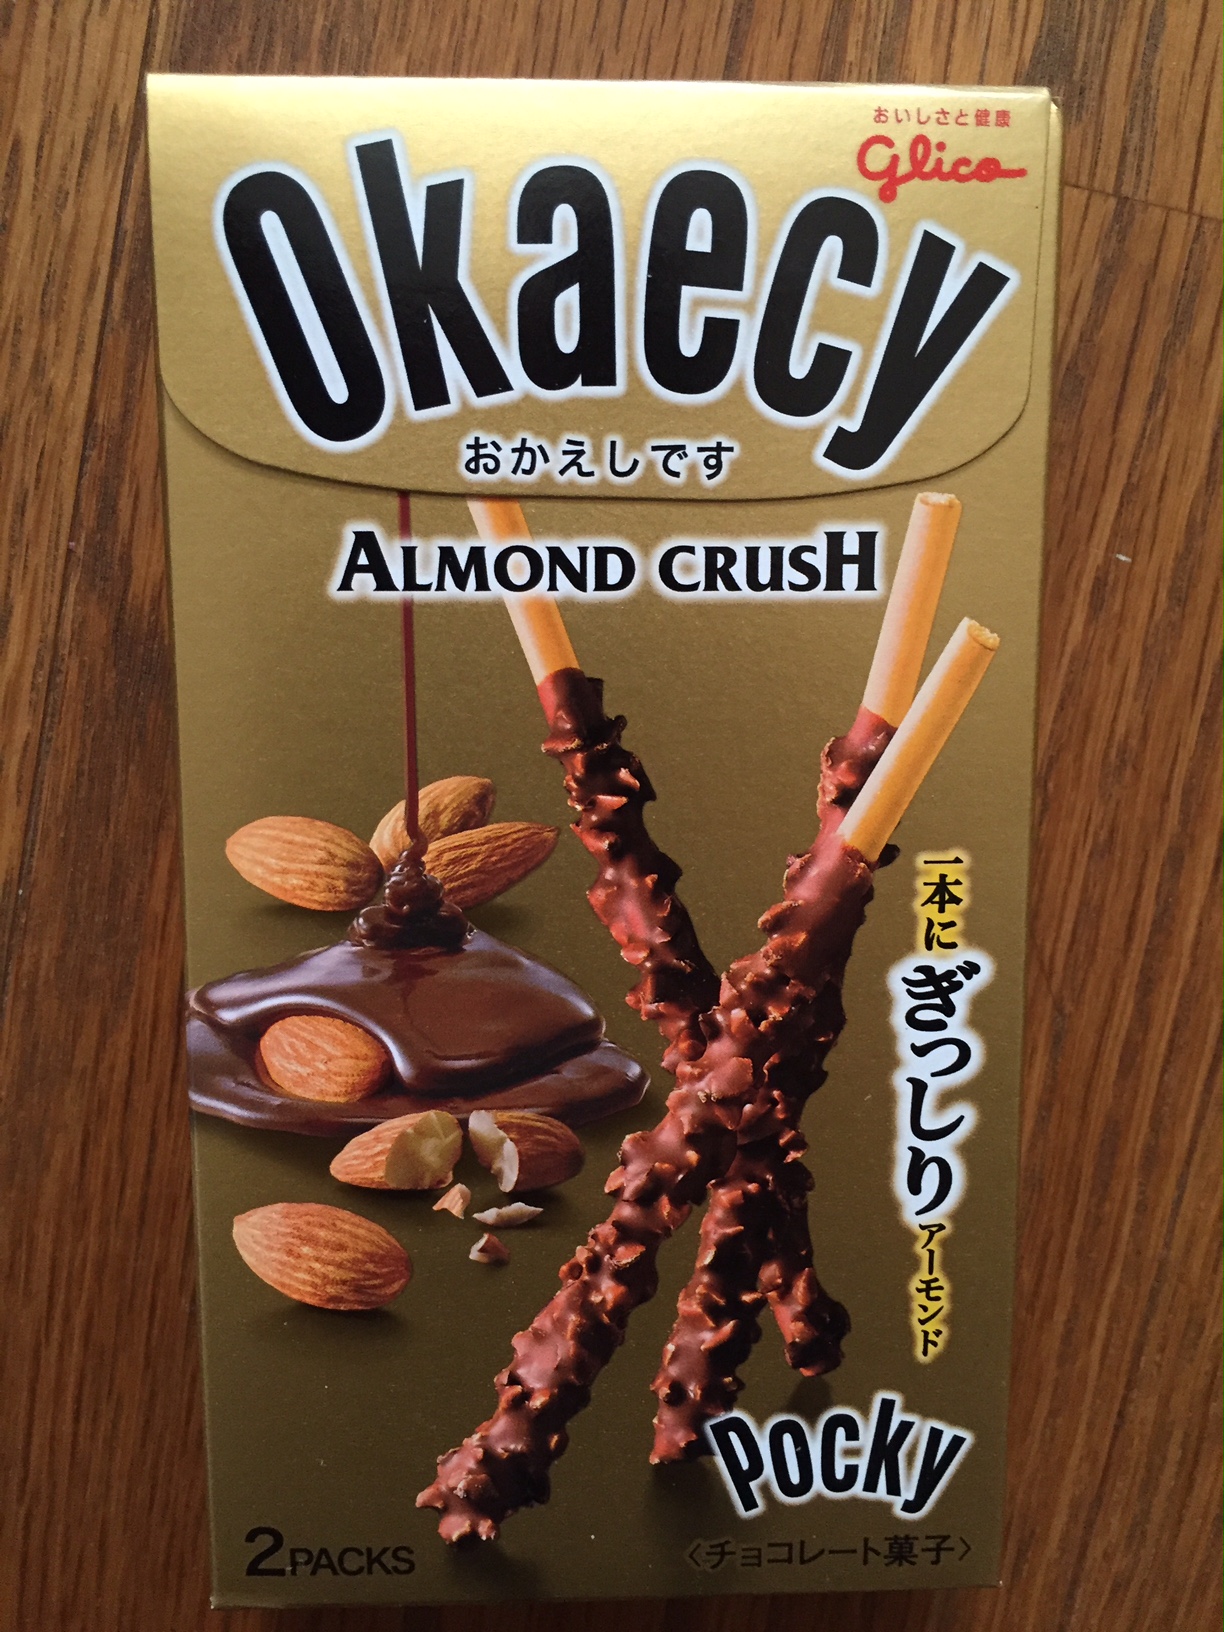 おいしさと健康
Glico
Okaecy
おかえしです
ALMOND CRUSH
一本にぎっしりアーモンド
Pocky
2PACKS
〈チョコレート菓子〉